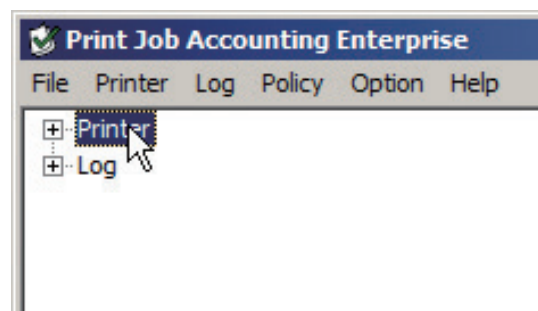 Print Job Accounting Enterprise
File Printer Log Policy Option Help
Printer
Log